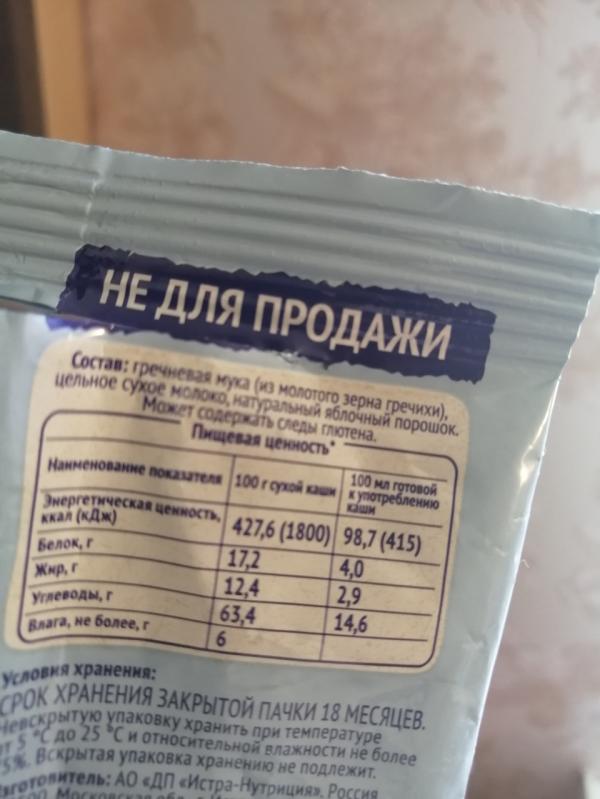 НЕ ДЛЯ ПРОДАЖИ
Состав: гречневая мука (из молотого зерна гречихи),
цельное сухое молоко, натуральный яблочный порошок.
Может содержать следы глютена.
Пищевая ценность*
Наименование показателя 100 г сухой каши 100 мл готовой
к употреблению
каши
Энергетическая ценность,
ккал (кДж) 427,6 (1800) 98,7 (415)
Белок, г 17,2 4,0
Жир, г 12,4 2,9
Углеводы, г 63,4 14,6
Влага, не более, г 6
Условия хранения:
СРОК ХРАНЕНИЯ ЗАКРЫТОЙ ПАЧКИ 18 МЕСЯЦЕВ.
Невскрытую упаковку хранить при температуре
от 5 °С до 25 °С и относительной влажности не более
5%. Вскрытая упаковка хранению не подлежит.
Изготовитель: АО «ДП «Истра-Нутриция», Россия
Московская обл.